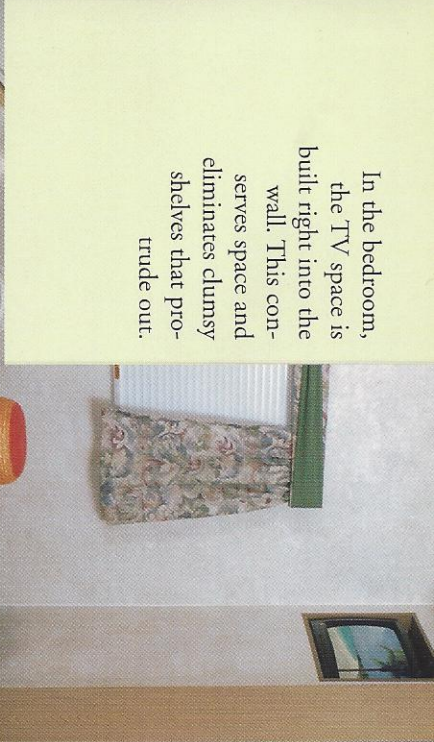 In the bedroom,
the TV space is
built right into the
wall. This con-
serves space and
eliminates clumsy
shelves that pro-
trude out.